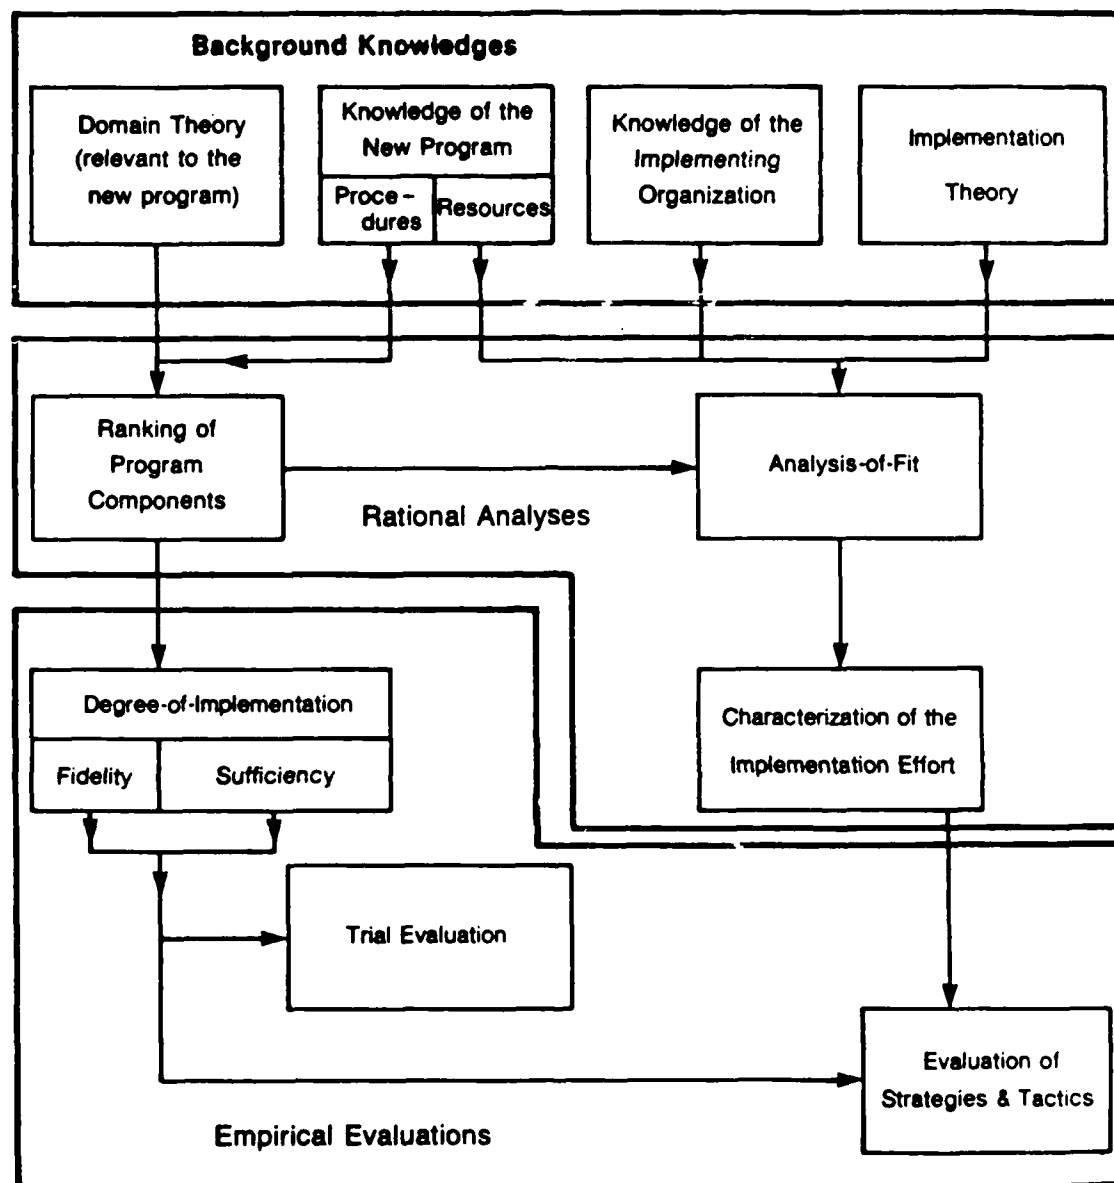 Background Knowledges
Domain Theory
(relevant to the
new program)
Knowledge of the
New Program
Proce-
dures
Resources
Knowledge of the
Implementing
Organization
Implementation
Theory
Ranking of
Program
Components
Analysis-of-Fit
Rational Analyses
Degree-of-Implementation
Fidelity
Sufficiency
Characterization of the
Implementation Effort
Trial Evaluation
Evaluation of
Strategies & Tactics
Empirical Evaluations